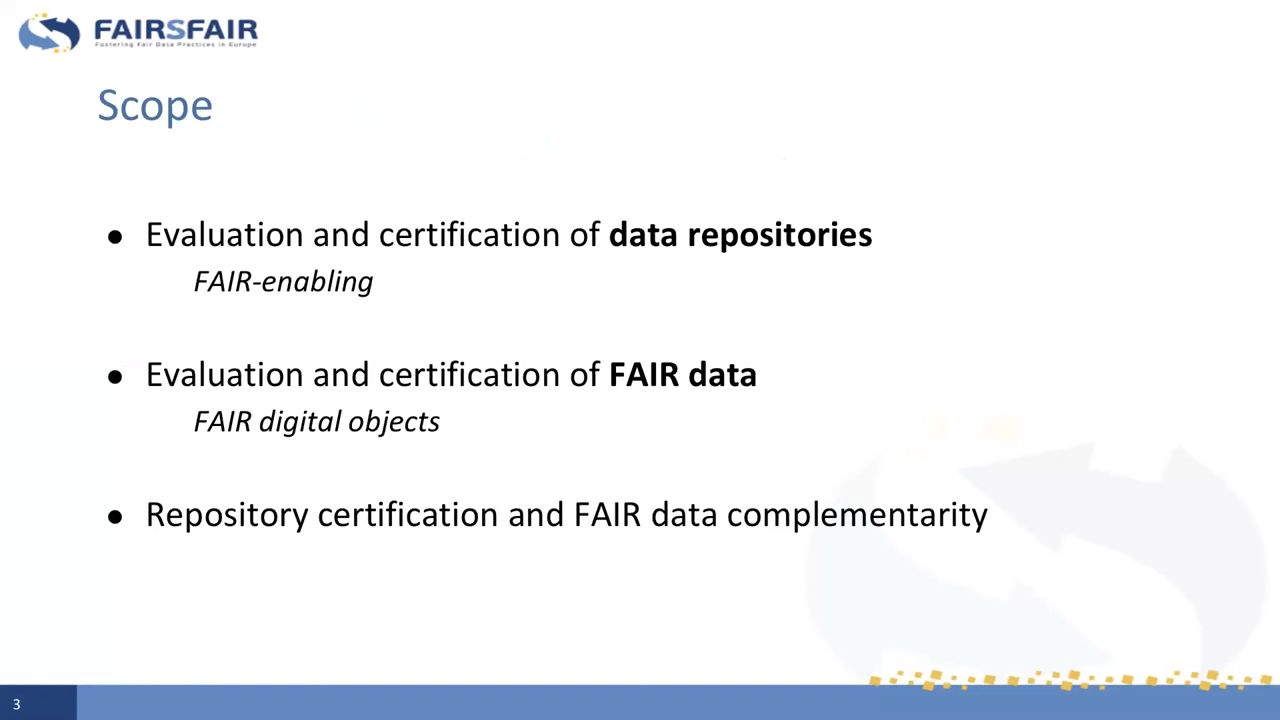 FAIRSFAIR
Fostering Fair Data Practices in Europe
Scope
● Evaluation and certification of data repositories
FAIR-enabling
● Evaluation and certification of FAIR data
FAIR digital objects
● Repository certification and FAIR data complementarity
3